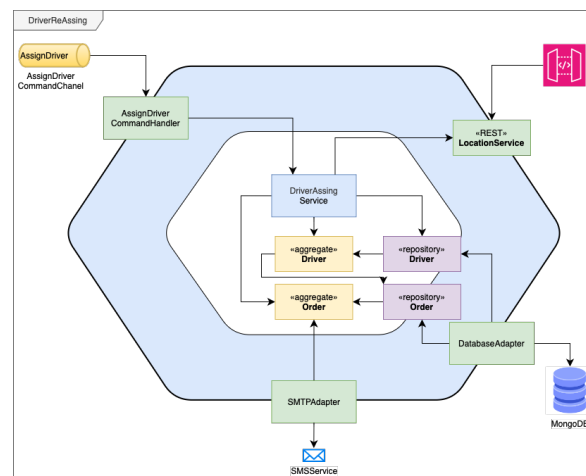 DriverReAssing
AssignDriver
AssignDriver
CommandChanel
AssignDriver
CommandHandler
«REST»
LocationService
DriverAssing
Service
«aggregate»
Driver
«repository»
Driver
«aggregate»
Order
«repository»
Order
DatabaseAdapter
SMTPAdapter
MongoDB
SMSService